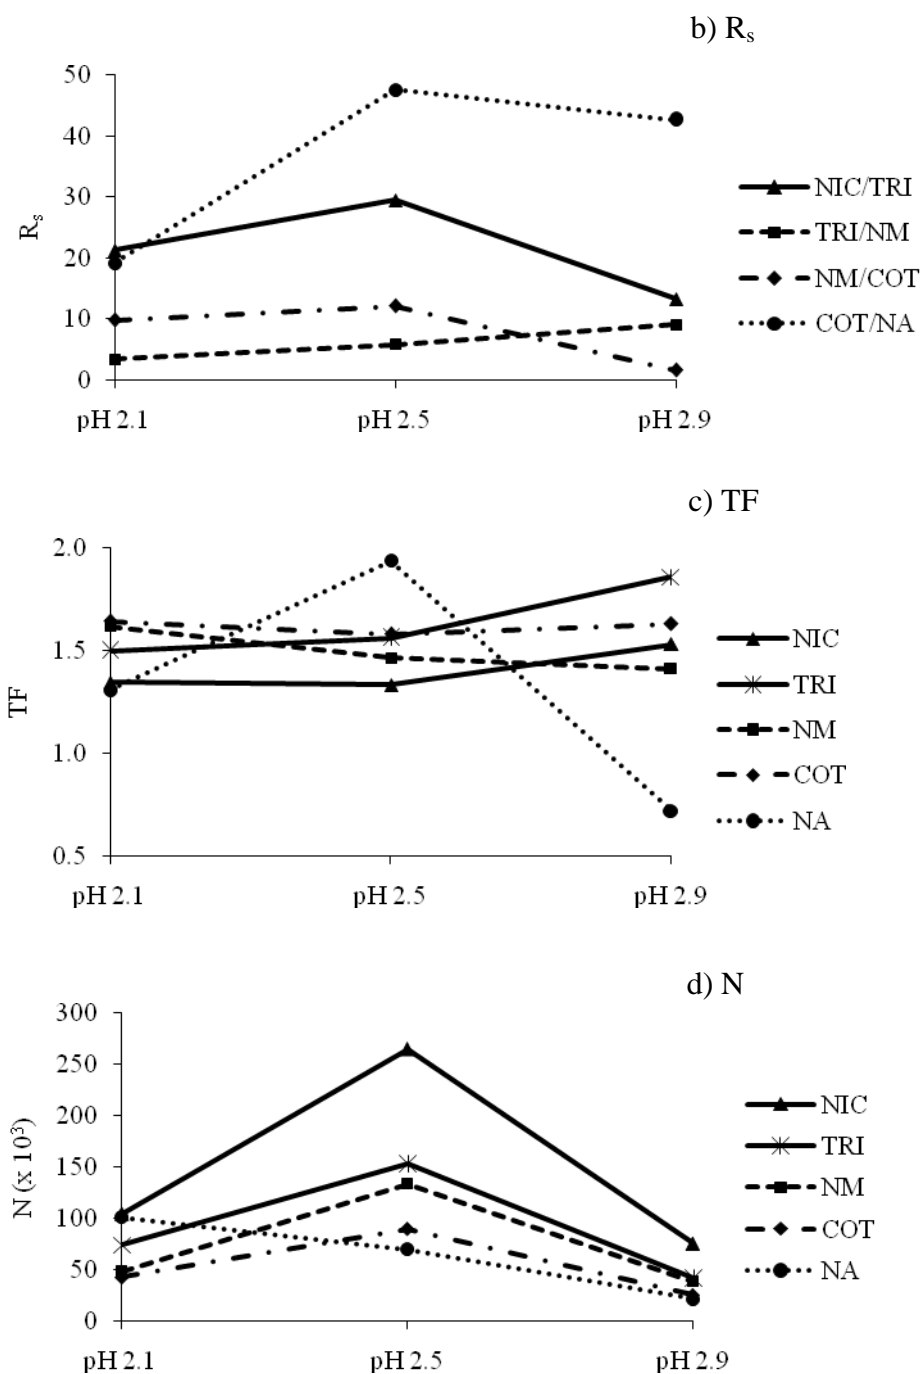 b) Rs
50
40
30
20
10
0
Rs
pH 2.1
pH 2.5
pH 2.9
NIC/TRI
TRI/NM
NM/COT
COT/NA
c) TF
2.0
1.5
1.0
0.5
TF
pH 2.1
pH 2.5
pH 2.9
NIC
TRI
NM
COT
NA
d) N
300
250
200
150
100
50
0
N (x 10³)
pH 2.1
pH 2.5
pH 2.9
NIC
TRI
NM
COT
NA